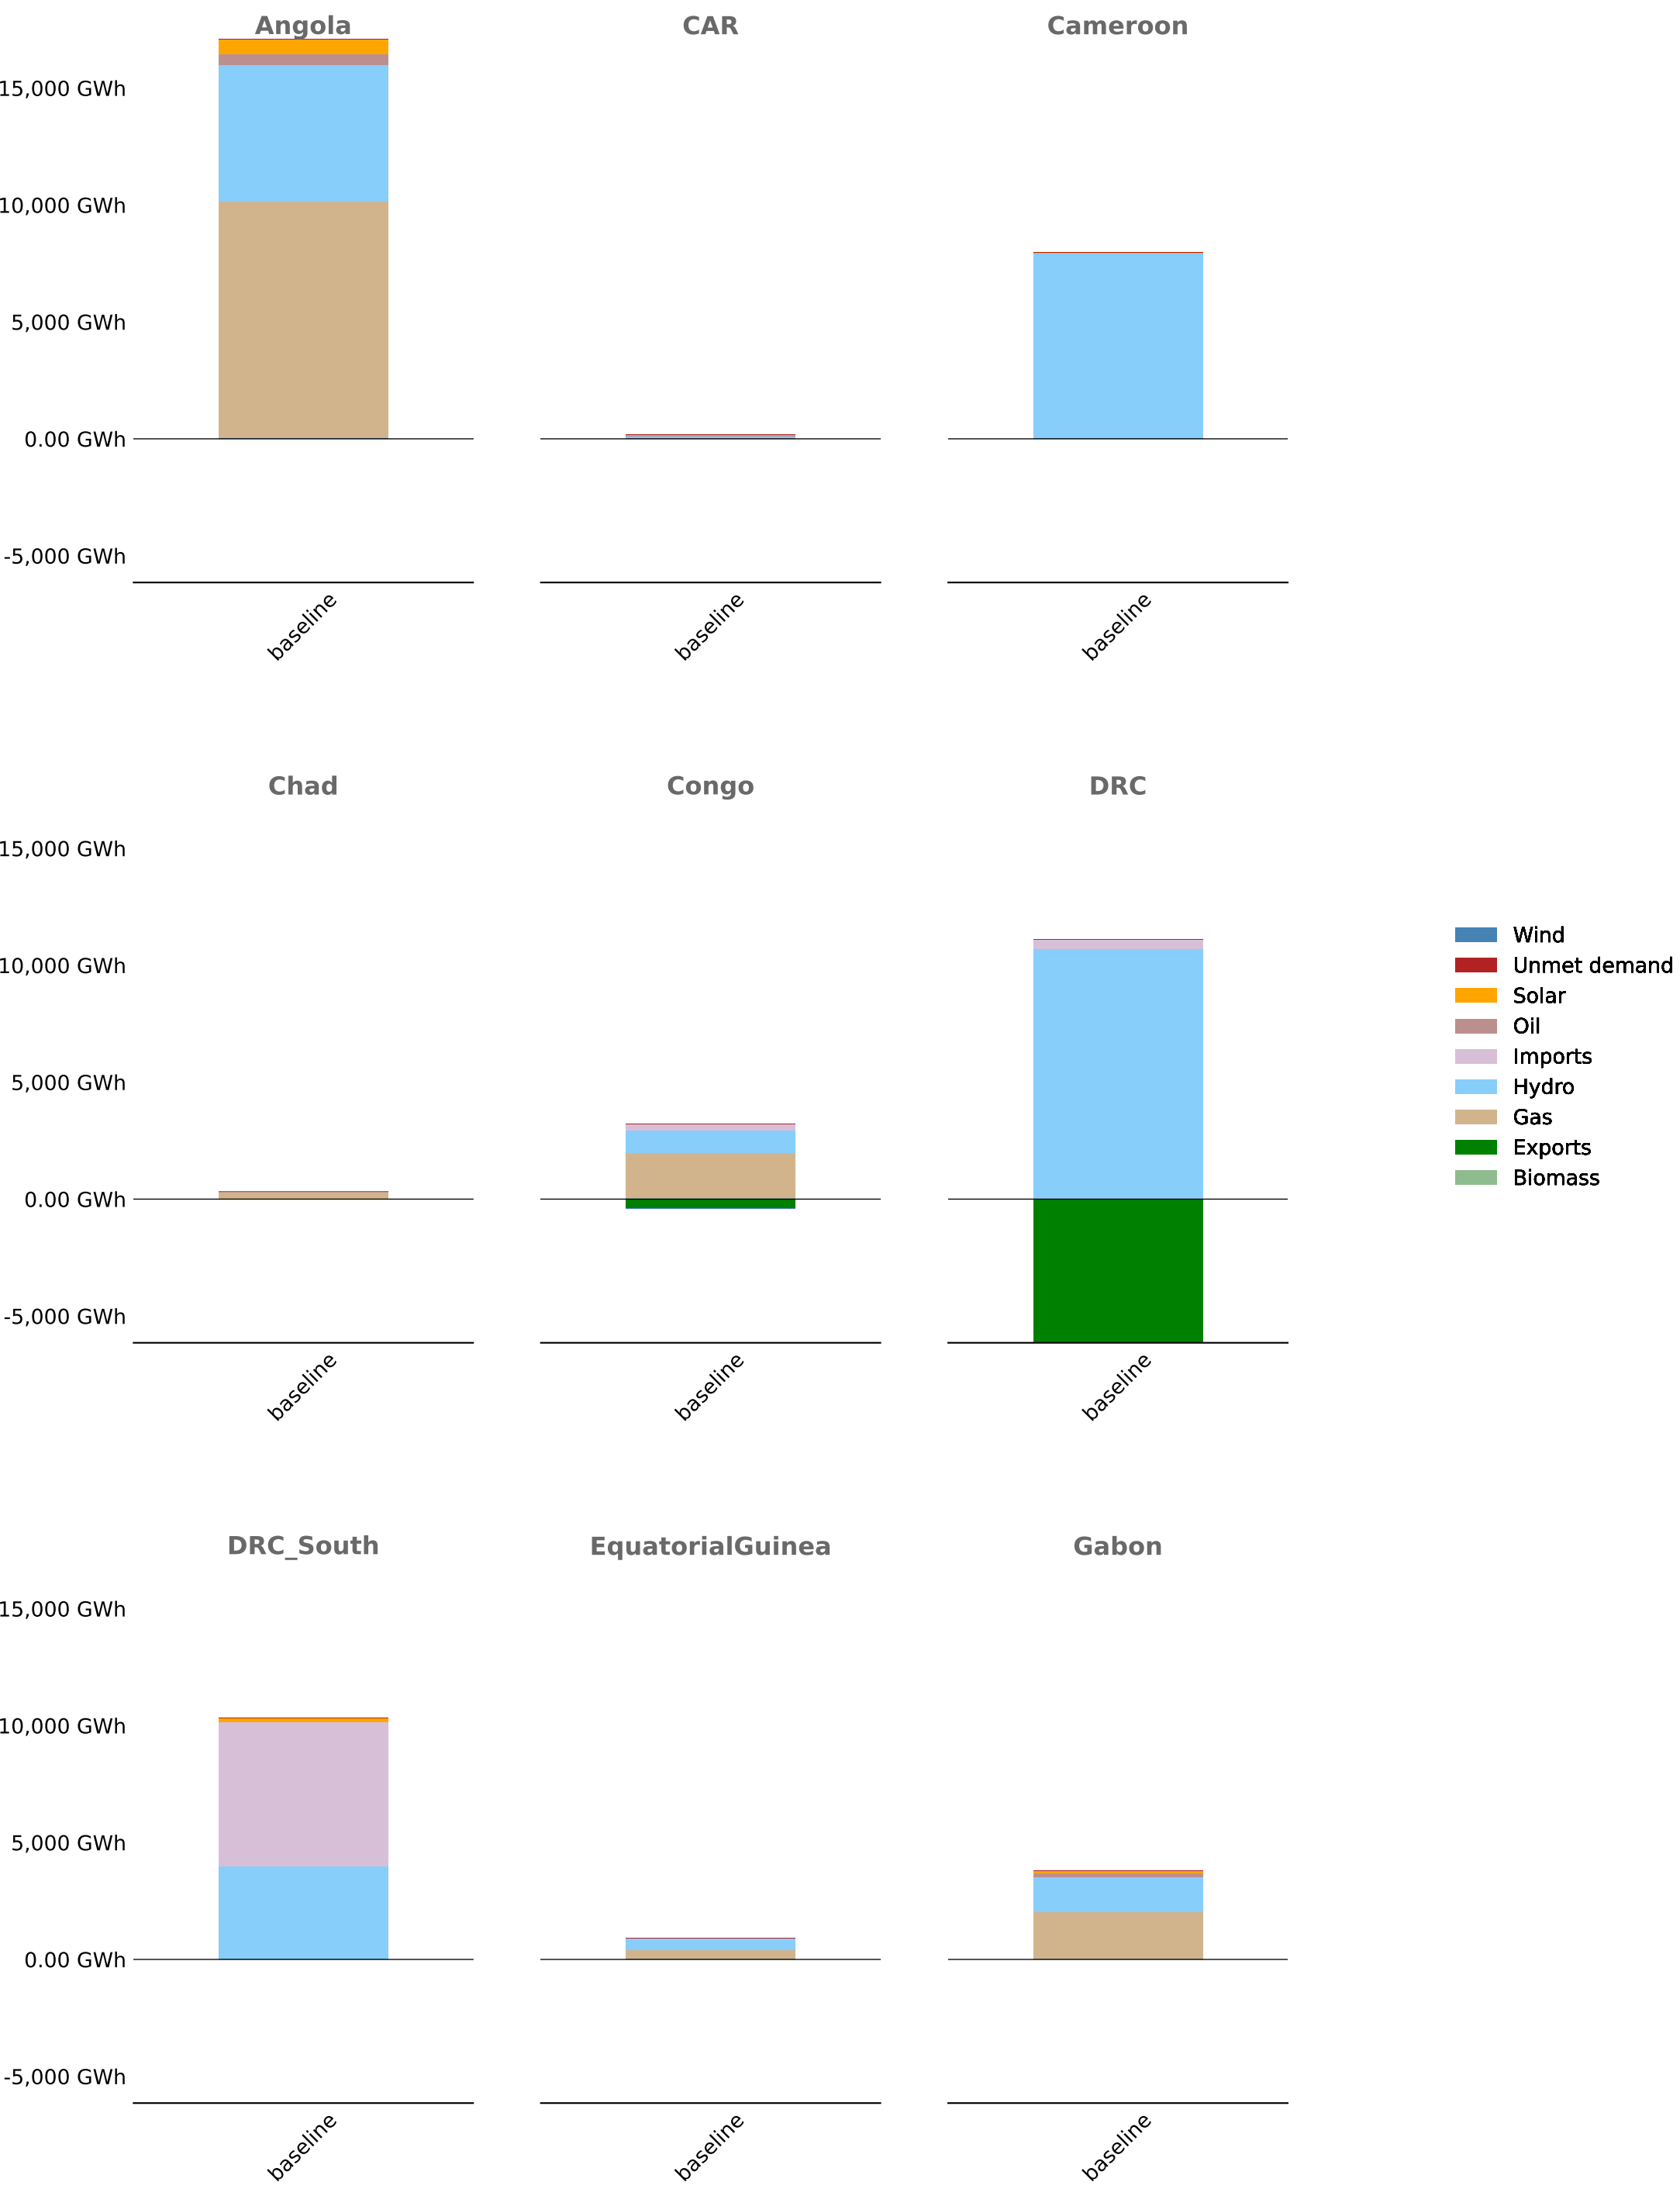 Angola
CAR
Cameroon
15,000 GWh
10,000 GWh
5,000 GWh
0.00 GWh
-5,000 GWh
baseline
baseline
baseline
Chad
Congo
DRC
15,000 GWh
10,000 GWh
5,000 GWh
0.00 GWh
-5,000 GWh
baseline
baseline
baseline
Wind
Unmet demand
Solar
Oil
Imports
Hydro
Gas
Exports
Biomass
DRC_South
EquatorialGuinea
Gabon
15,000 GWh
10,000 GWh
5,000 GWh
0.00 GWh
-5,000 GWh
baseline
baseline
baseline